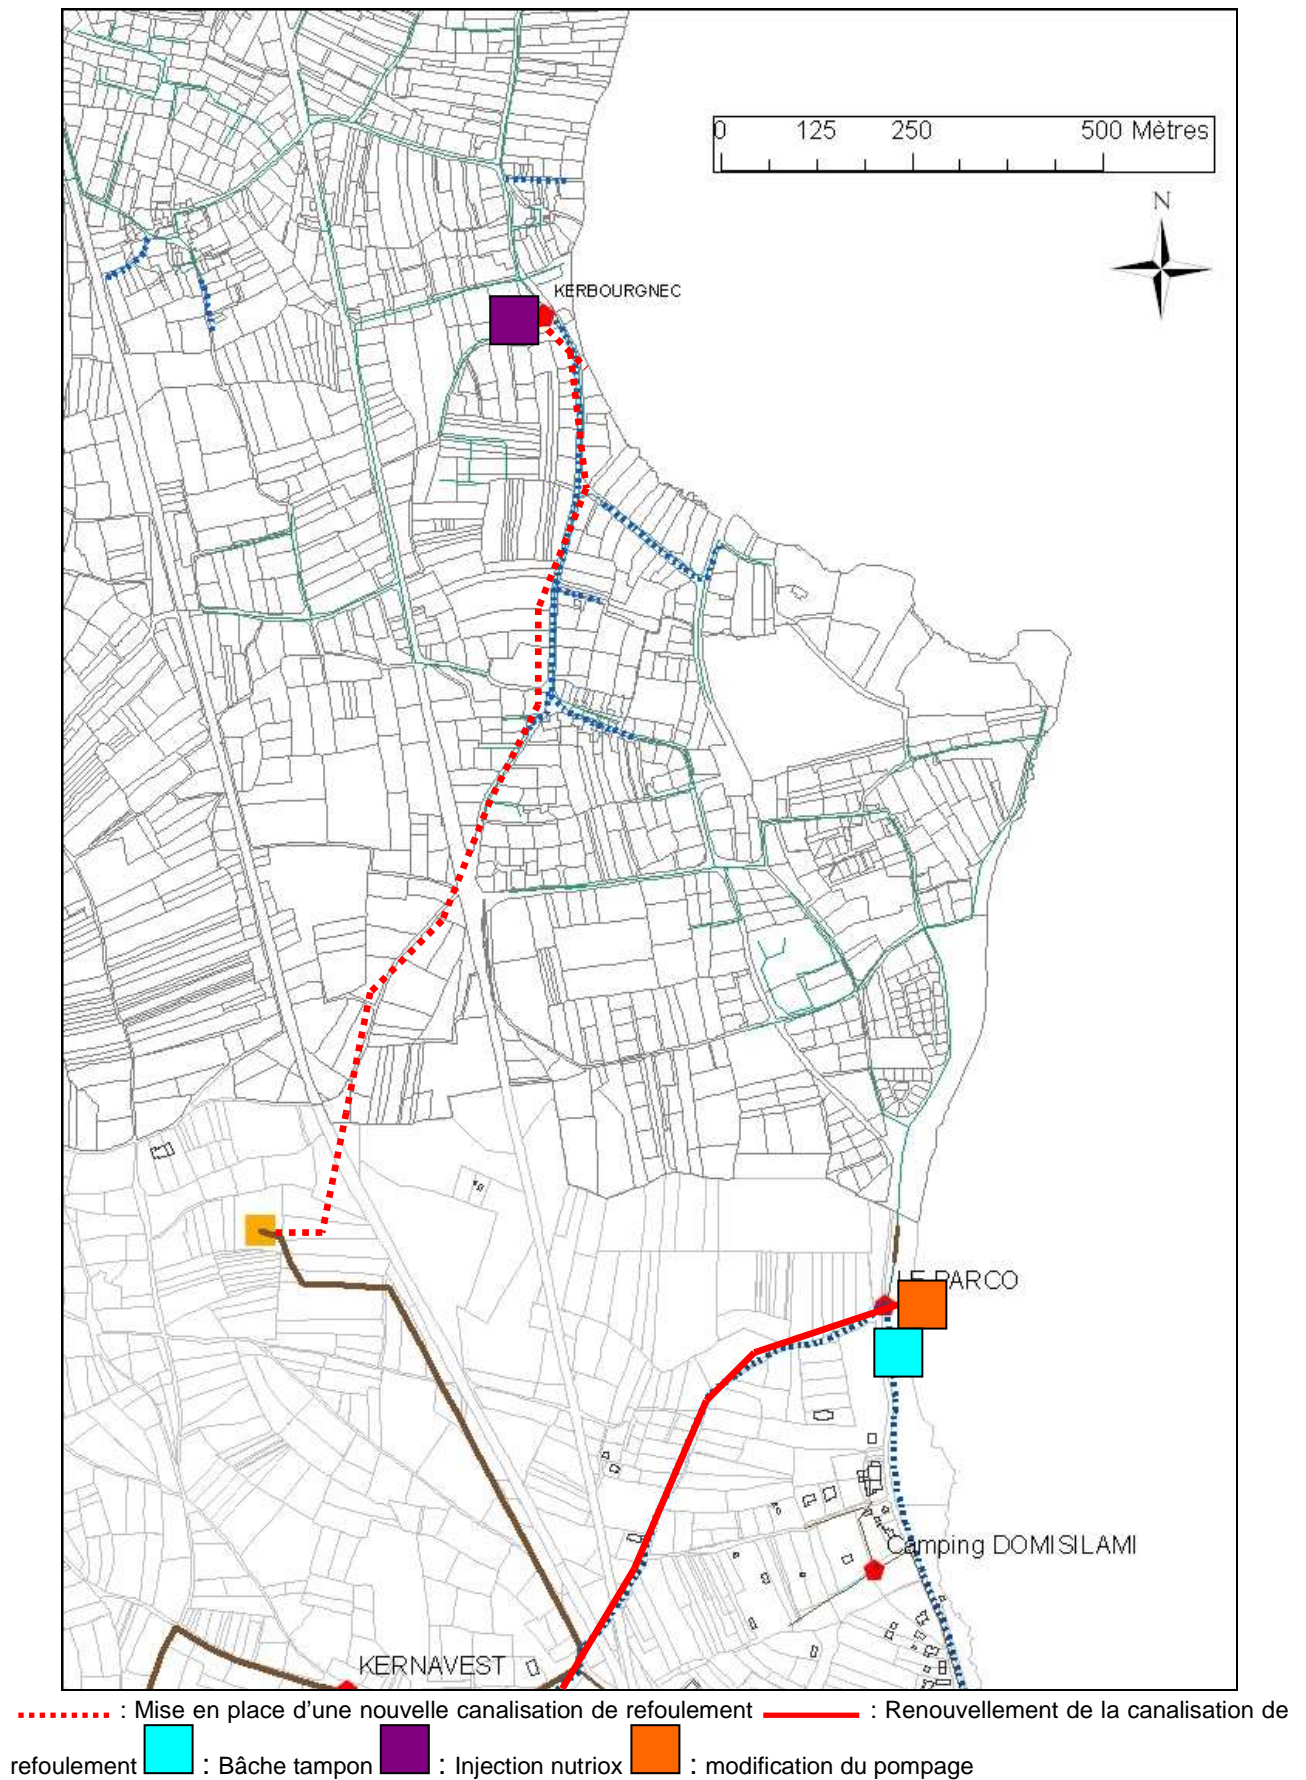 0 125 250 500 Mètres
N
KERBOURGNEC
LE PARCO
Camping DOMISILAMI
KERNAVEST
: Mise en place d'une nouvelle canalisation de refoulement : Renouvellement de la canalisation de
refoulement : Bâche tampon : Injection nutriox : modification du pompage